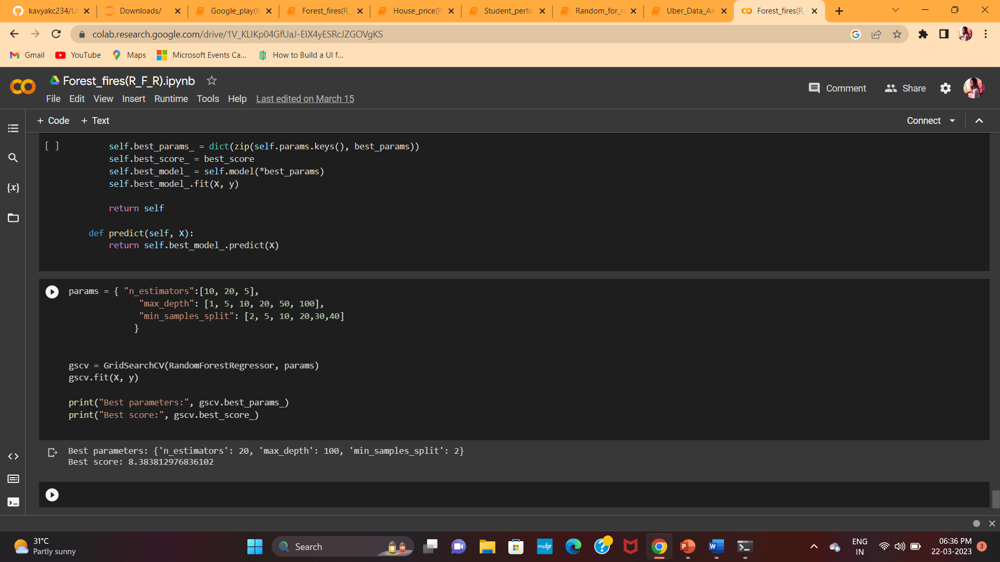 kavyakc234/U
Downloads/
Google_play(R
Forest_fires(R_
House_price(R
Student_perfo
Random_for_r
Uber_Data_An
Forest_fires(R_
colab.research.google.com/drive/1V_KLIKp04GfUaJ-EIX4yESRcJZGOVgKS
Gmail
YouTube
Maps
Microsoft Events Ca...
How to Build a UI f...
Forest_fires(R_F_R).ipynb
Comment
Share
File Edit View Insert Runtime Tools Help Last edited on March 15
+ Code + Text
Connect
[ ] self.best_params_ = dict(zip(self.params.keys(), best_params))
self.best_score_ = best_score
self.best_model_ = self.model(*best_params)
self.best_model_.fit(X, y)
return self
def predict(self, X):
return self.best_model_.predict(X)
params = { "n_estimators":[10, 20, 5],
"max_depth": [1, 5, 10, 20, 50, 100],
"min_samples_split": [2, 5, 10, 20,30,40]
}
gscv = GridSearchCV(RandomForestRegressor, params)
gscv.fit(X, y)
print("Best parameters:", gscv.best_params_)
print("Best score:", gscv.best_score_)
Best parameters: {'n_estimators': 20, 'max_depth': 100, 'min_samples_split': 2}
Best score: 8.383812976836102
31°C
Partly sunny
Search
myhp
ENG
IN
06:36 PM
22-03-2023
3